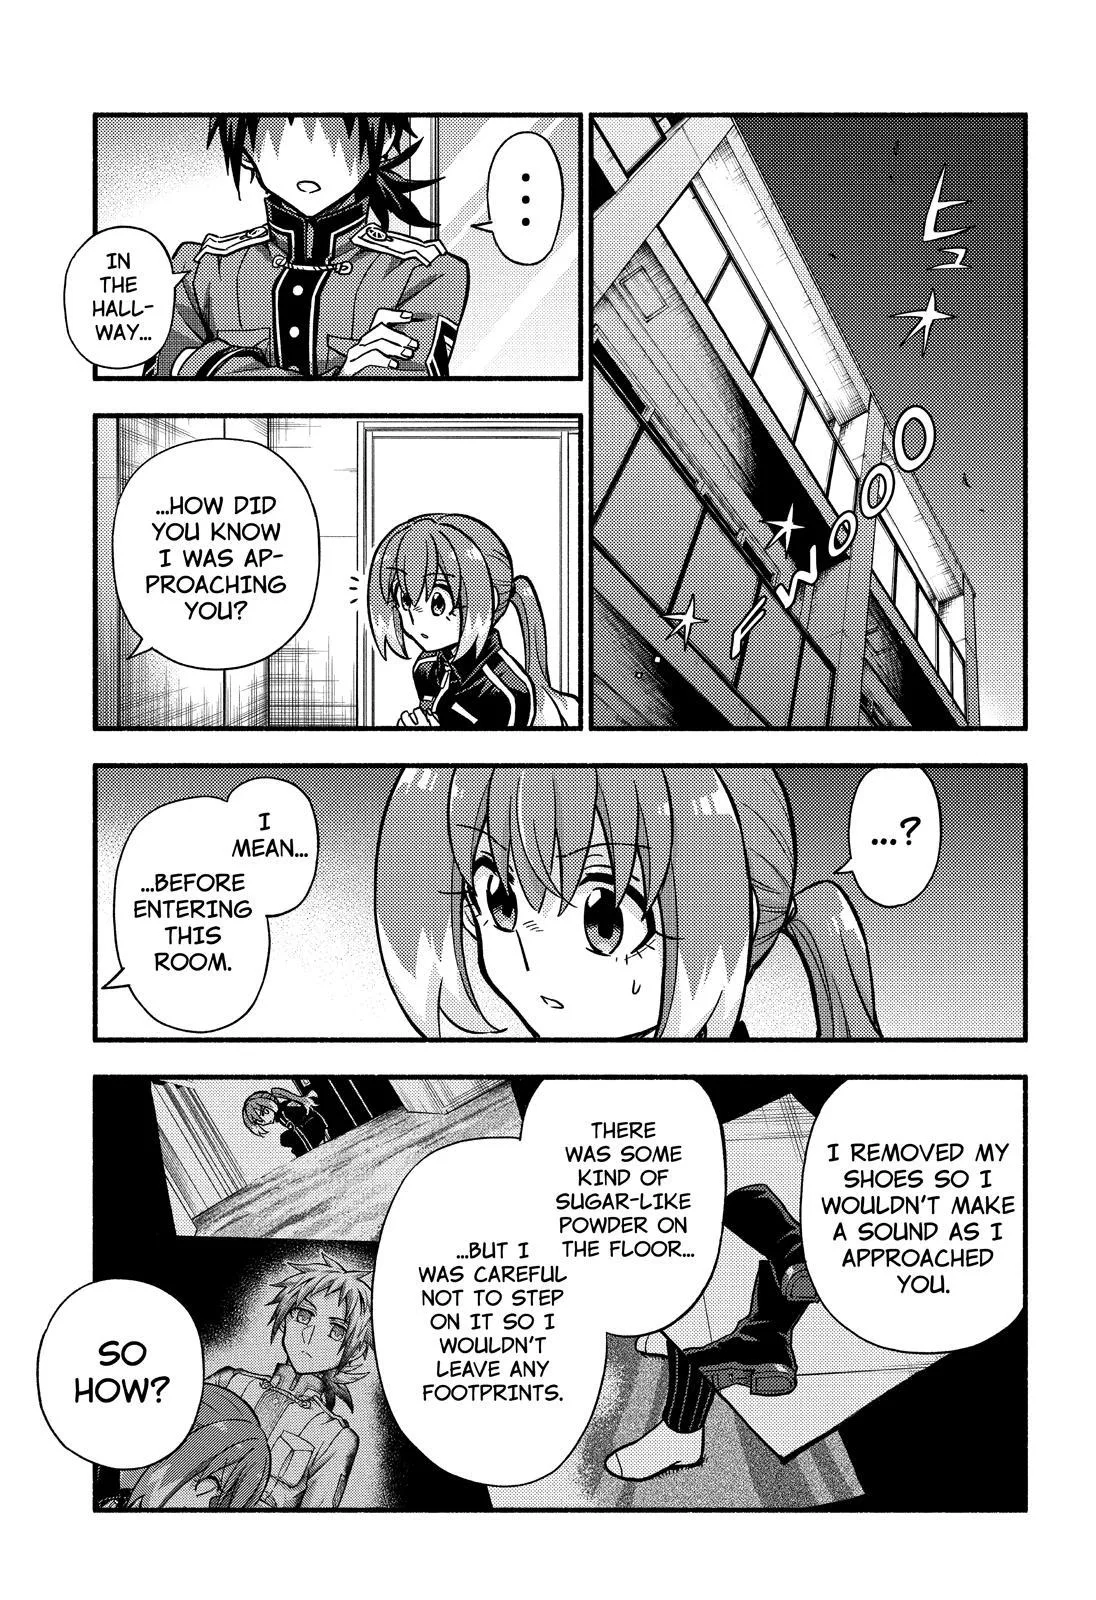 ヒュ
オオオ
. . .
IN
THE
HALL-
WAY...
...HOW DID
YOU KNOW
I WAS AP-
PROACHING
YOU?
...?
I
MEAN...
...BEFORE
ENTERING
THIS
ROOM.
I REMOVED MY
SHOES SO I
WOULDN'T MAKE
A SOUND AS I
APPROACHED
YOU.
THERE
WAS SOME
KIND OF
SUGAR-LIKE
POWDER ON
THE FLOOR...
...BUT I
WAS CAREFUL
NOT TO STEP
ON IT SO I
WOULDN'T
LEAVE ANY
FOOTPRINTS.
SO
HOW?